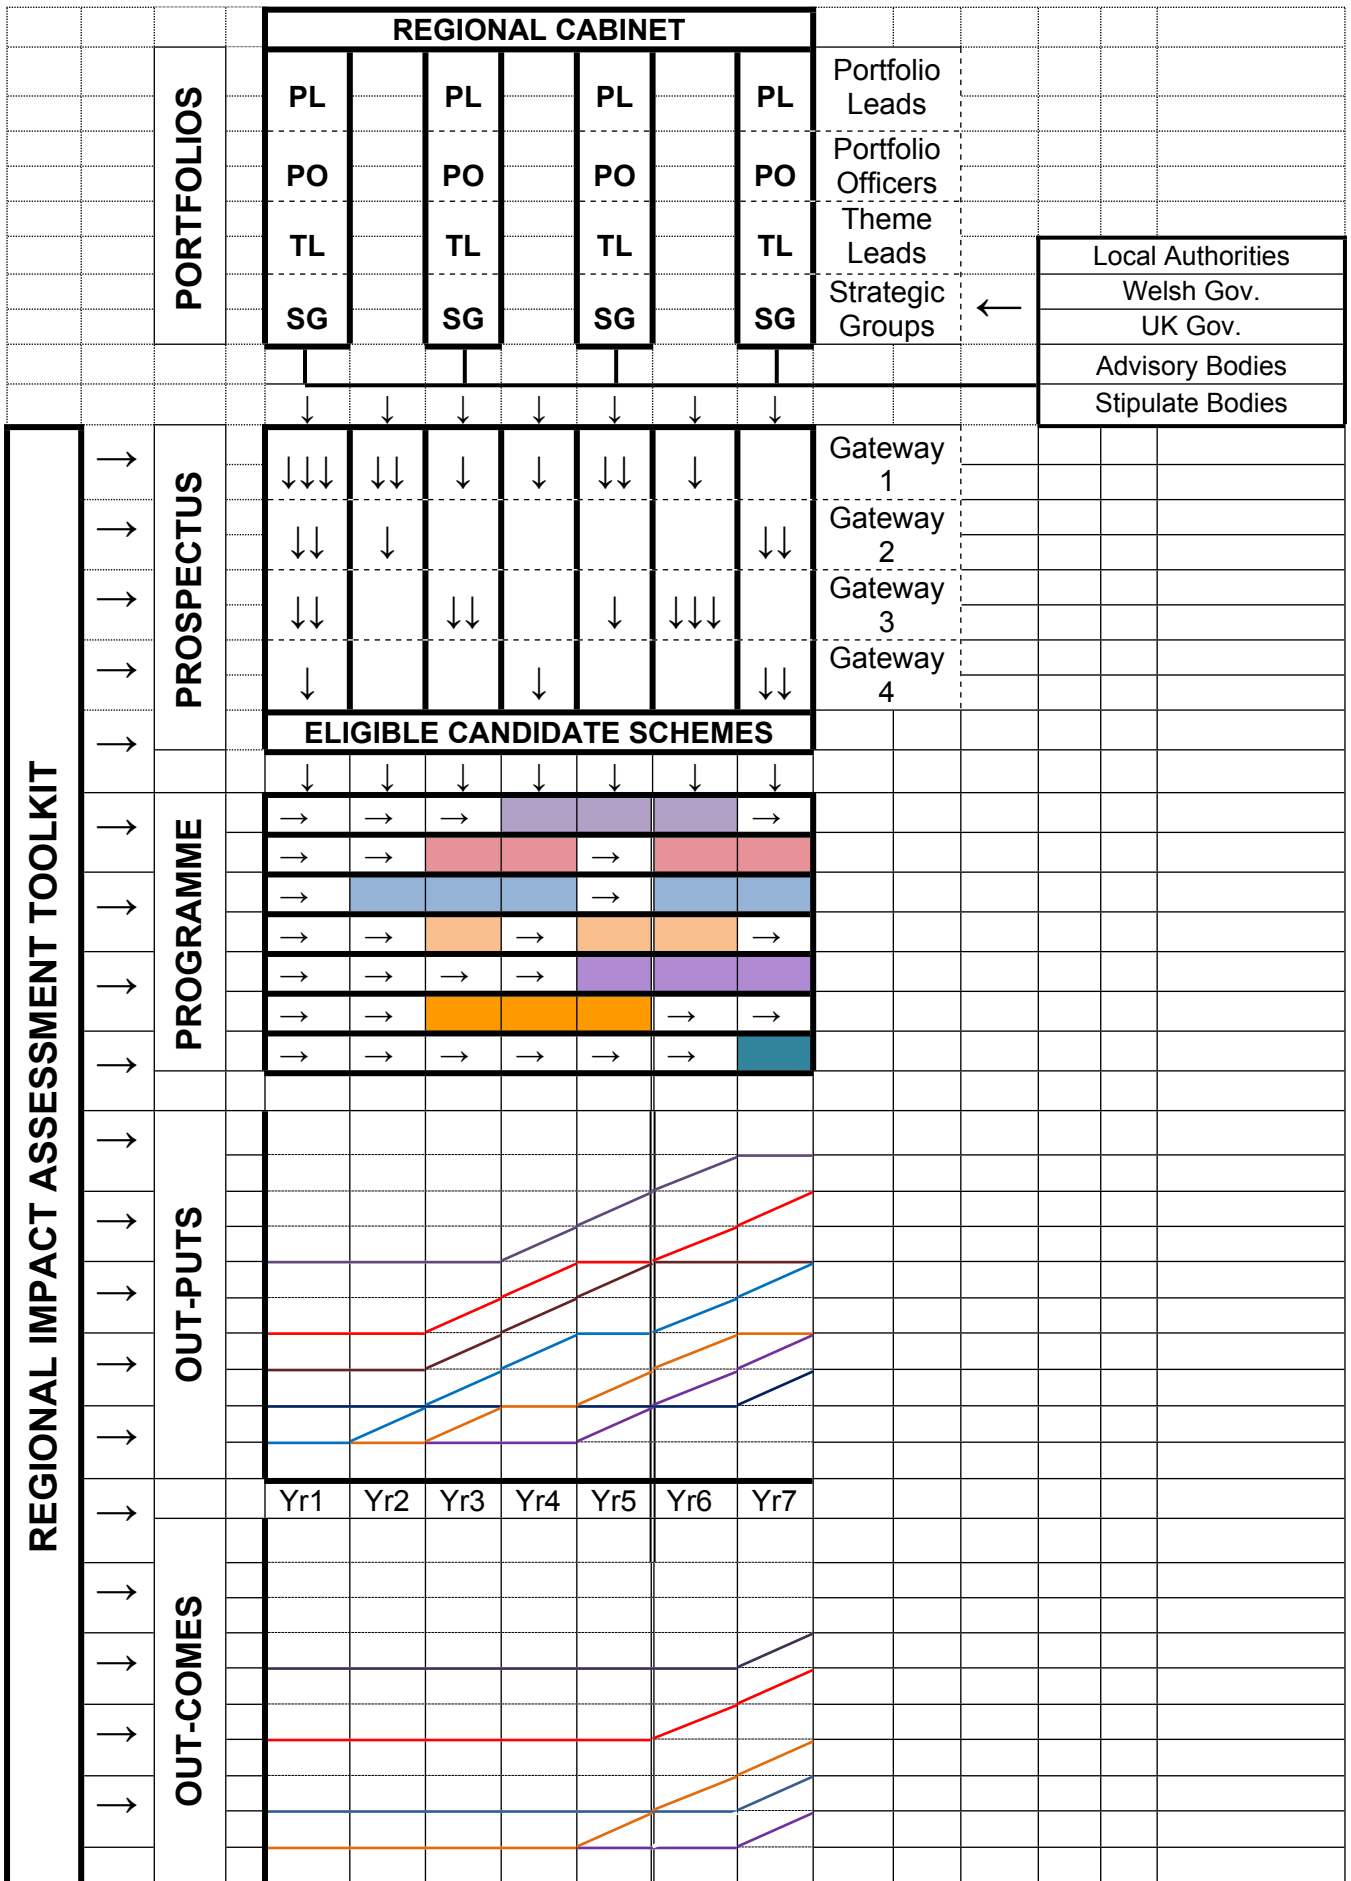 REGIONAL CABINET
PORTFOLIOS
PL PL PL PL
Portfolio
Leads
PO PO PO PO
Portfolio
Officers
TL TL TL TL
Theme
Leads
SG SG SG SG
Strategic
Groups
←
Local Authorities
Welsh Gov.
UK Gov.
Advisory Bodies
Stipulate Bodies
↓ ↓ ↓ ↓ ↓ ↓ ↓
REGIONAL IMPACT ASSESSMENT TOOLKIT
PROSPECTUS
→ ↓↓↓ ↓↓ ↓ ↓ ↓↓ ↓
Gateway
1
→ ↓↓ ↓ ↓↓
Gateway
2
→ ↓↓ ↓↓ ↓ ↓↓↓
Gateway
3
→ ↓ ↓ ↓↓
Gateway
4
→ ELIGIBLE CANDIDATE SCHEMES
↓ ↓ ↓ ↓ ↓ ↓ ↓
PROGRAMME
→ → → → →
→ → →
→ → →
→ → → →
→ → → → →
→ → → →
→ → → → → → →
OUT-PUTS
→
→
→
→
→
→ Yr1 Yr2 Yr3 Yr4 Yr5 Yr6 Yr7
OUT-COMES
→
→
→
→